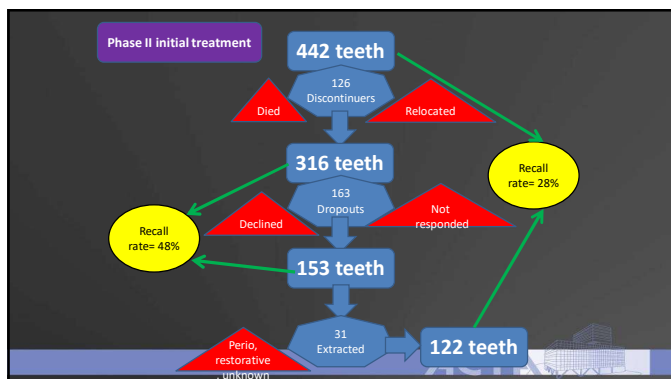 Phase II initial treatment
442 teeth
126
Discontinuers
Died
Relocated
316 teeth
163
Dropouts
Declined
Not
responded
Recall
rate= 28%
Recall
rate= 48%
153 teeth
31
Extracted
Perio,
restorative
, unknown
122 teeth